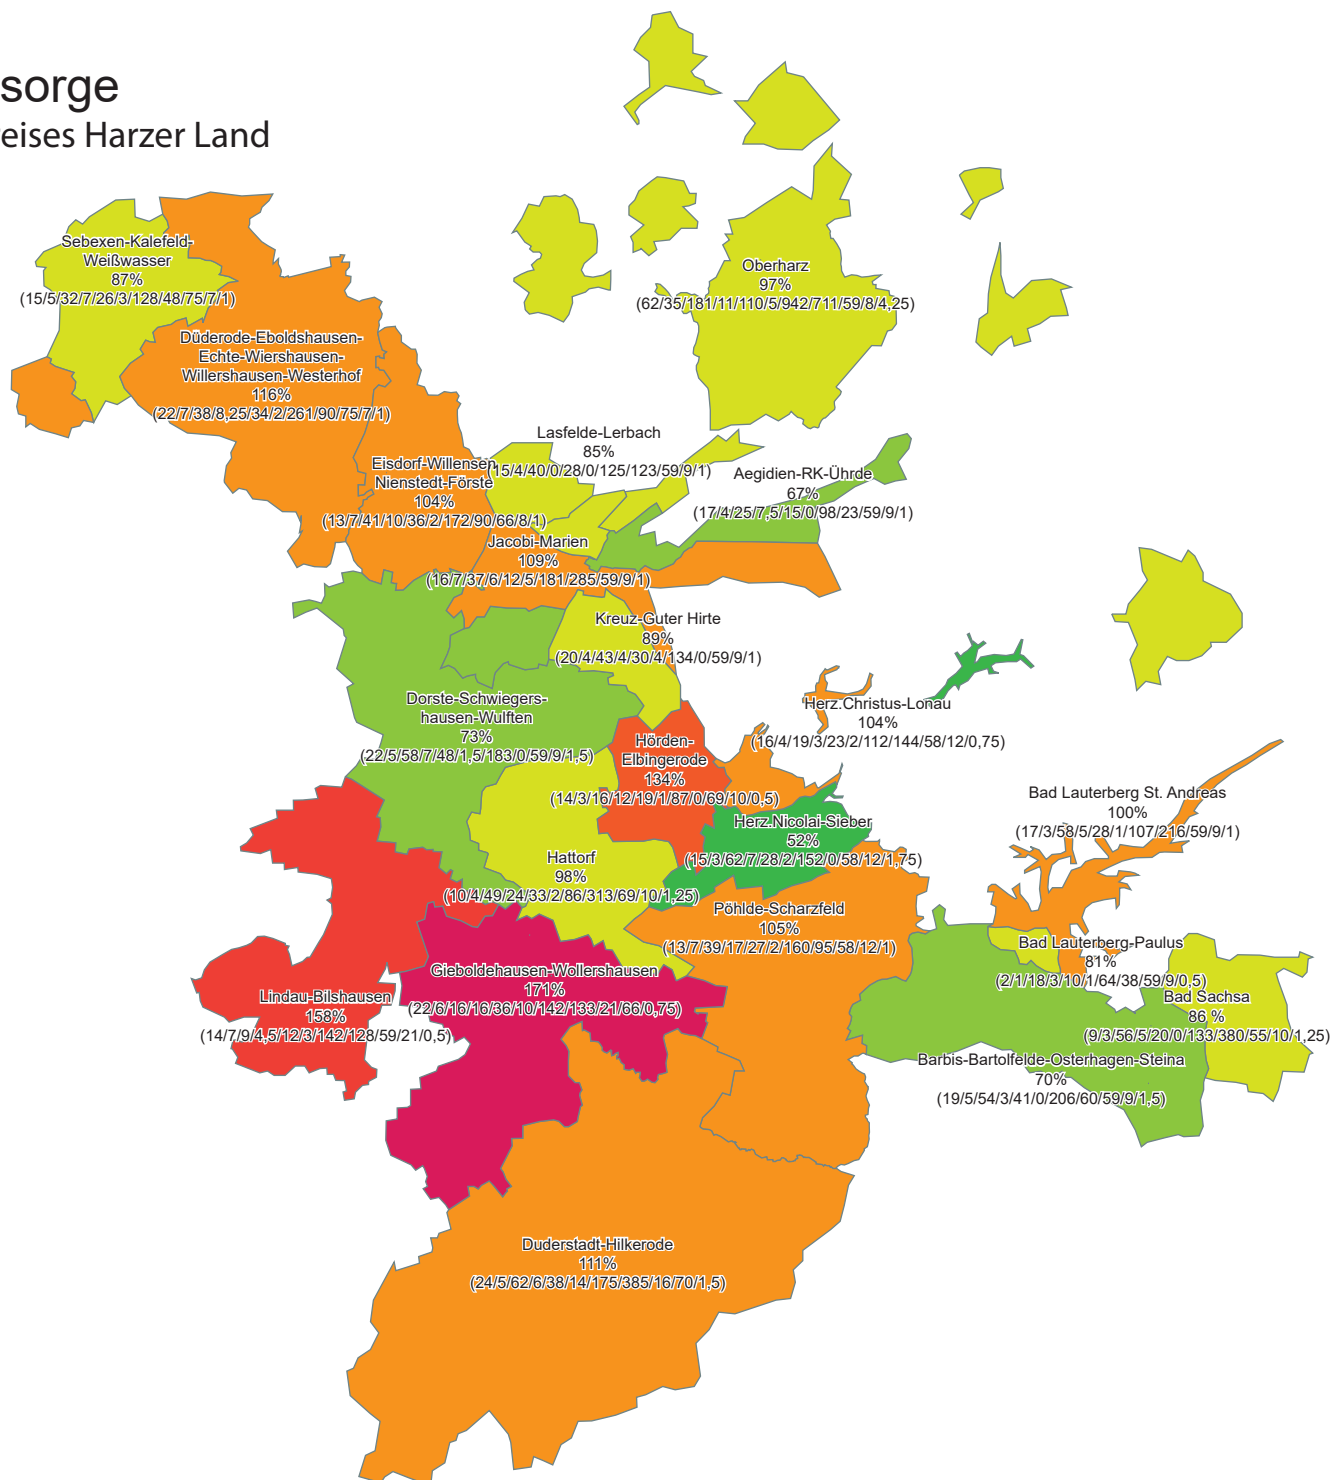 sorge
eises Harzer Land
Sebexen-Kalefeld-
Weißwasser
87%
(15/5/32/7/26/3/128/48/75/7/1)
Oberharz
97%
(62/35/181/11/110/5/942/711/59/8/4,25)
Düderode-Eboldshausen-
Echte-Wiershausen-
Willershausen-Westerhof
116%
(22/7/38/8,25/34/2/261/90/75/7/1)
Lasfelde-Lerbach
85%
(15/4/40/0/28/0/125/123/59/9/1)
Eisdorf-Willensen
Nienstedt-Förste
104%
(13/7/41/10/36/2/172/90/66/8/1)
Aegidien-RK-Ührde
67%
(17/4/25/7,5/15/0/98/23/59/9/1)
Jacobi-Marien
109%
(16/7/37/6/12/5/181/285/59/9/1)
Kreuz-Guter Hirte
89%
(20/4/43/4/30/4/134/0/59/9/1)
Dorste-Schwiegers-
hausen-Wulften
73%
(22/5/58/7/48/1,5/183/0/59/9/1,5)
Herz.Christus-Lonau
104%
(16/4/19/3/23/2/112/144/58/12/0,75)
Hörden-
Elbingerode
134%
(14/3/16/12/19/1/87/0/69/10/0,5)
Bad Lauterberg St. Andreas
100%
(17/3/58/5/28/1/107/216/59/9/1)
Herz.Nicolai-Sieber
52%
(15/3/62/7/28/2/152/0/58/12/1,75)
Hattorf
98%
(10/4/49/24/33/2/86/313/69/10/1,25)
Pöhlde-Scharzfeld
105%
(13/7/39/17/27/2/160/95/58/12/1)
Bad Lauterberg-Paulus
81%
(2/1/18/3/10/1/64/38/59/9/0,5)
Gieboldehausen-Wollershausen
171%
(22/6/16/16/36/10/142/133/21/66/0,75)
Lindau-Bilshausen
158%
(14/7/9/4,5/12/3/142/128/59/21/0,5)
Bad Sachsa
86 %
(9/3/56/5/20/0/133/380/55/10/1,25)
Barbis-Bartolfelde-Osterhagen-Steina
70%
(19/5/54/3/41/0/206/60/59/9/1,5)
Duderstadt-Hilkerode
111%
(24/5/62/6/38/14/175/385/16/70/1,5)